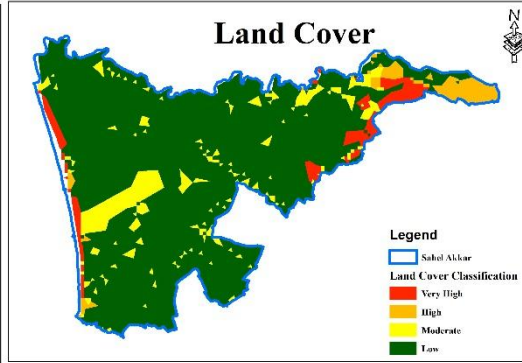 Land Cover
N
Legend
Sahel Akkar
Land Cover Classification
Very High
High
Moderate
Low